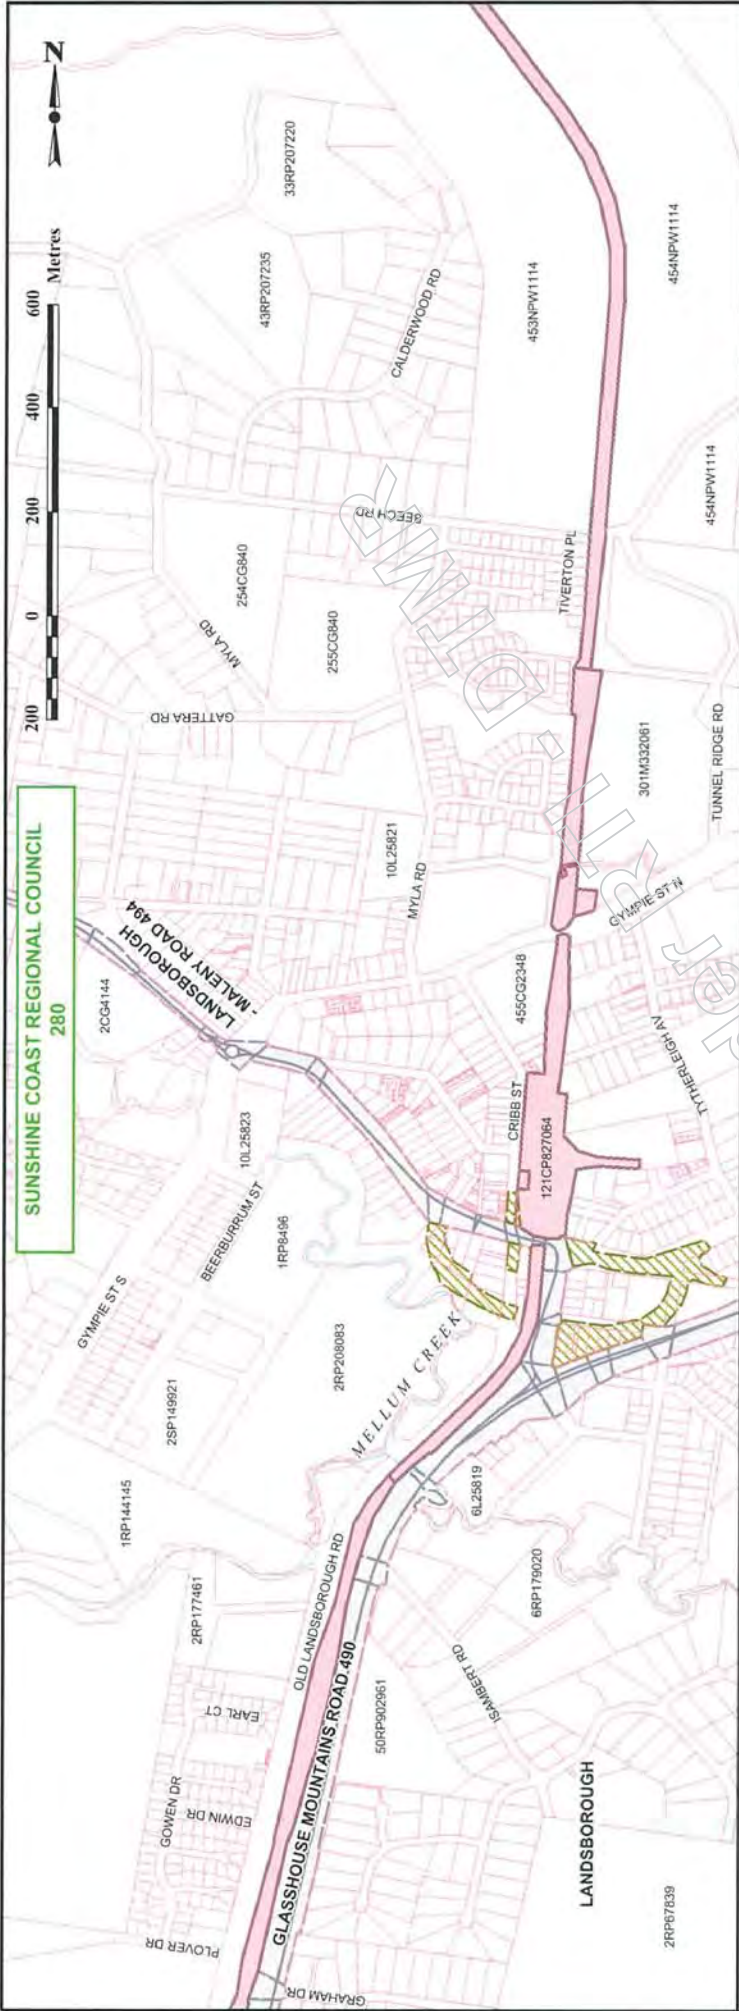 SUNSHINE COAST REGIONAL COUNCIL
280
200 0 200 400 600 Metres
N
33RP207220
43RP207235
CALDERWOOD RD
453NPW1114
454NPW1114
454NPW1114
BEECH RD
TIVERTON PL
254CG840
255CG840
MYLA RD
GATTERA RD
301M332061
TUNNEL RIDGE RD
10L25821
MYLA RD
GYMPIE ST N
LANDSBOROUGH
- MALENY ROAD 494
2CG4144
455CG2348
TYTHERLEIGH AV
CRIBB ST
121CP827064
10L25823
BEERBURRUM ST
1RP8496
GYMPIE ST S
2RP208083
MELLUM CREEK
2SP149921
1RP144145
6L25819
6RP179020
2RP177461
OLD LANDSBOROUGH RD
ISAMBERT RD
EARL CT
GOWEN DR
EDWIN DR
GLASSHOUSE MOUNTAINS ROAD 490
50RP902961
LANDSBOROUGH
2RP67839
PLOVER DR
GRAHAM DR
der RTI - DTMR